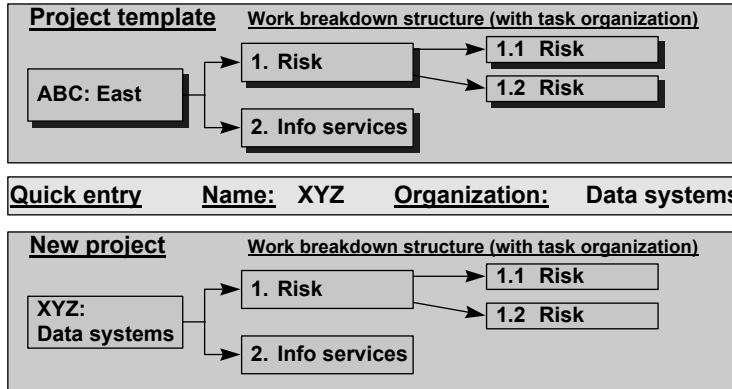 Project template
Work breakdown structure (with task organization)
ABC: East
1. Risk
1.1 Risk
1.2 Risk
2. Info services
Quick entry Name: XYZ Organization: Data systems
New project
Work breakdown structure (with task organization)
XYZ:
Data systems
1. Risk
1.1 Risk
1.2 Risk
2. Info services